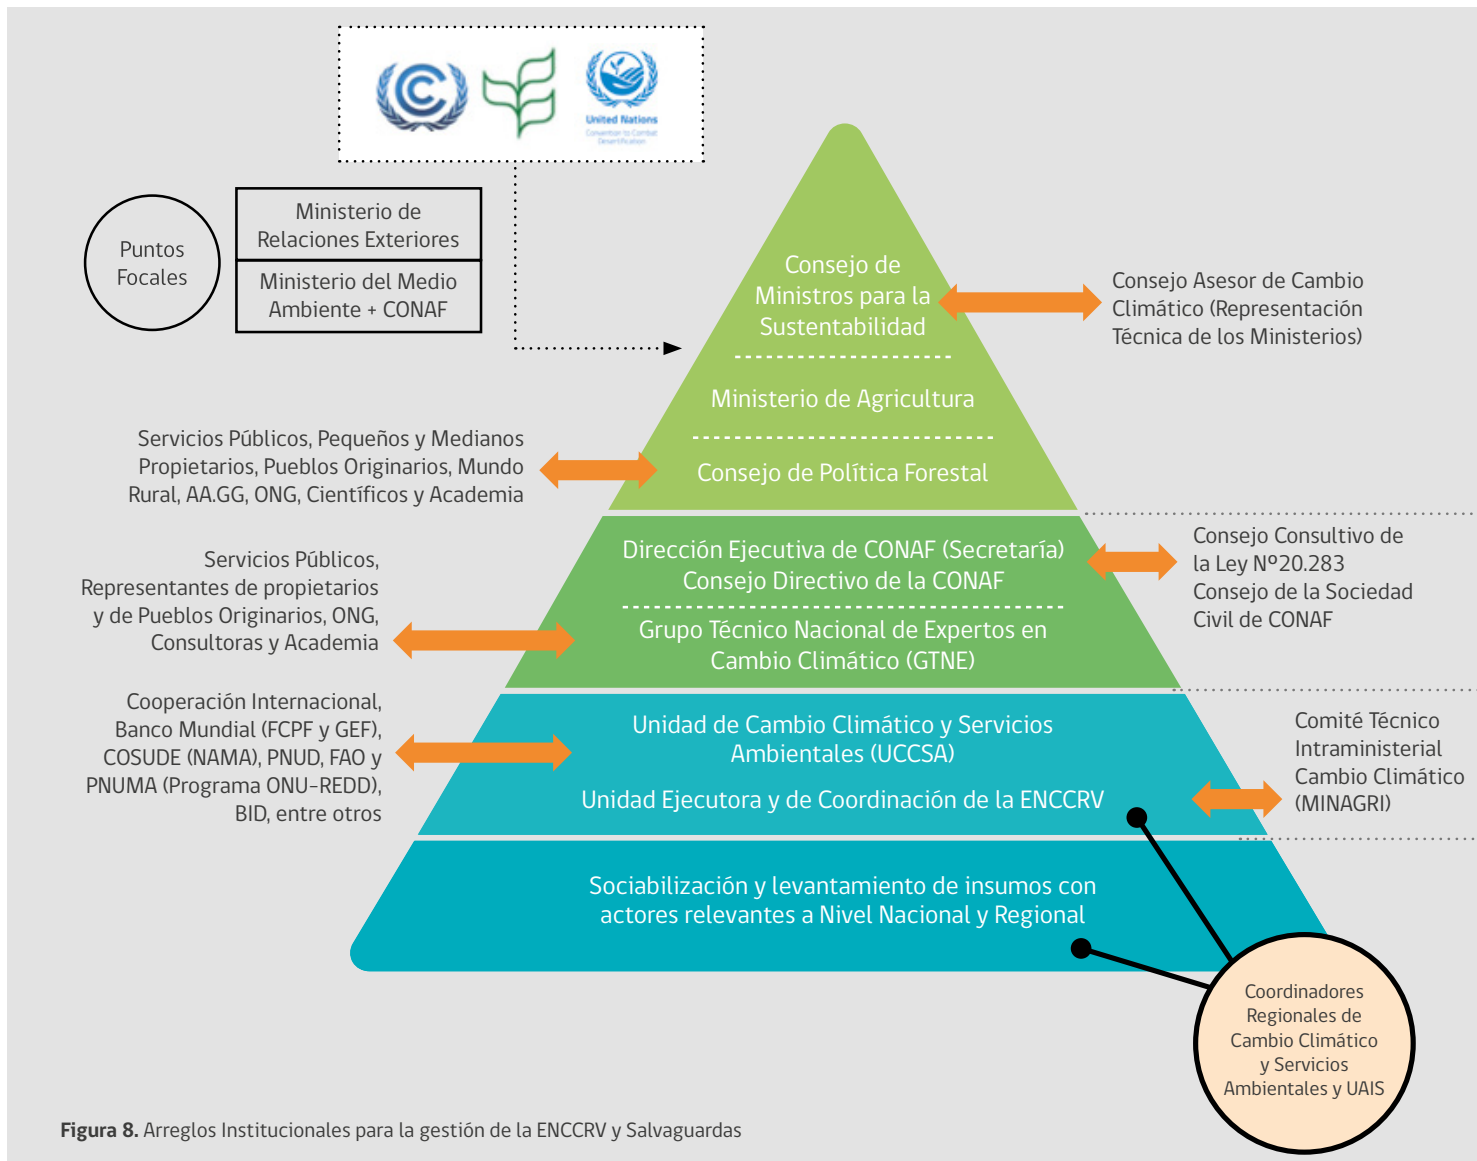 United Nations
Convention to Combat
Desertification
Puntos
Focales
Ministerio de
Relaciones Exteriores
Ministerio del Medio
Ambiente + CONAF
Consejo de
Ministros para la
Sustentabilidad
Consejo Asesor de Cambio
Climático (Representación
Técnica de los Ministerios)
Ministerio de Agricultura
Servicios Públicos, Pequeños y Medianos
Propietarios, Pueblos Originarios, Mundo
Rural, AA.GG, ONG, Científicos y Academia
Consejo de Política Forestal
Dirección Ejecutiva de CONAF (Secretaría)
Consejo Directivo de la CONAF
Consejo Consultivo de
la Ley Nº20.283
Consejo de la Sociedad
Civil de CONAF
Servicios Públicos,
Representantes de propietarios
y de Pueblos Originarios, ONG,
Consultoras y Academia
Grupo Técnico Nacional de Expertos en
Cambio Climático (GTNE)
Cooperación Internacional,
Banco Mundial (FCPF y GEF),
COSUDE (NAMA), PNUD, FAO y
PNUMA (Programa ONU-REDD),
BID, entre otros
Unidad de Cambio Climático y Servicios
Ambientales (UCCSA)
Unidad Ejecutora y de Coordinación de la ENCCRV
Comité Técnico
Intraministerial
Cambio Climático
(MINAGRI)
Sociabilización y levantamiento de insumos con
actores relevantes a Nivel Nacional y Regional
Coordinadores
Regionales de
Cambio Climático
y Servicios
Ambientales y UAIS
Figura 8. Arreglos Institucionales para la gestión de la ENCCRV y Salvaguardas